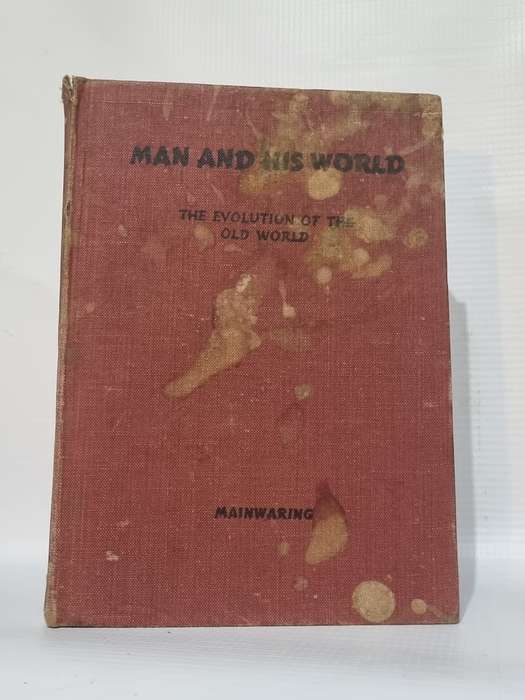 MAN AND HIS WORLD
THE EVOLUTION OF THE
OLD WORLD
MAINWARING